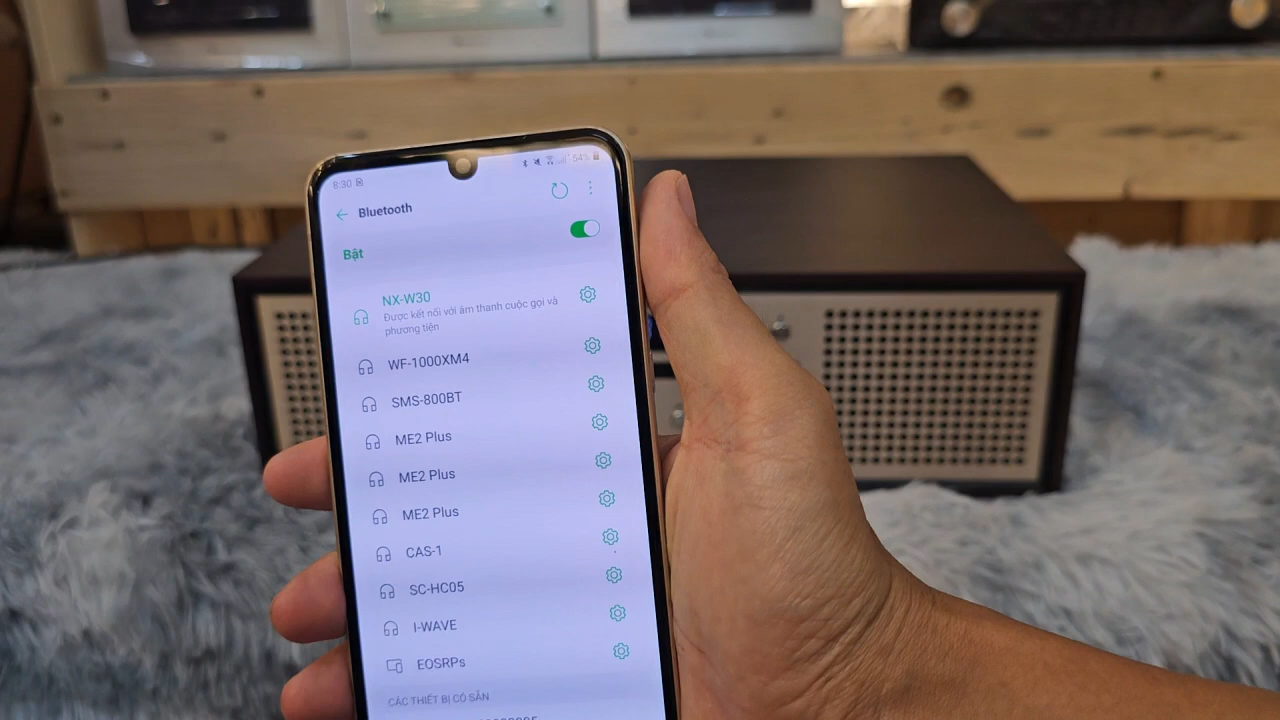 8:30
54%
Bluetooth
Bật
NX-W30
Được kết nối với âm thanh cuộc gọi và
phương tiện
WF-1000XM4
SMS-800BT
ME2 Plus
ME2 Plus
ME2 Plus
CAS-1
SC-HC05
I-WAVE
EOSRPs
CÁC THIẾT BỊ CÓ SẴN